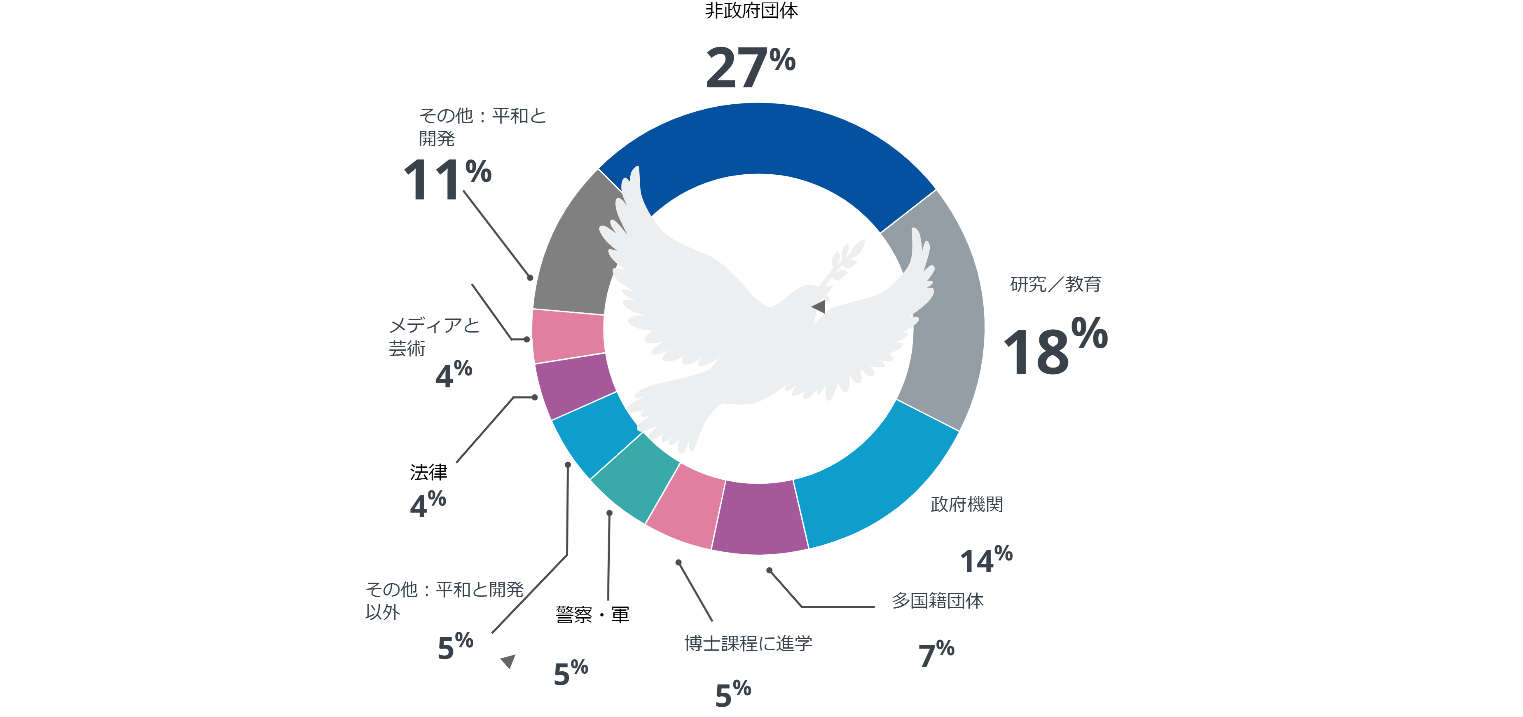 非政府団体
27%
その他：平和と
開発
11%
研究／教育
18%
メディアと
芸術
4%
法律
4%
政府機関
14%
その他：平和と開発
以外
5%
警察・軍
5%
博士課程に進学
5%
多国籍団体
7%